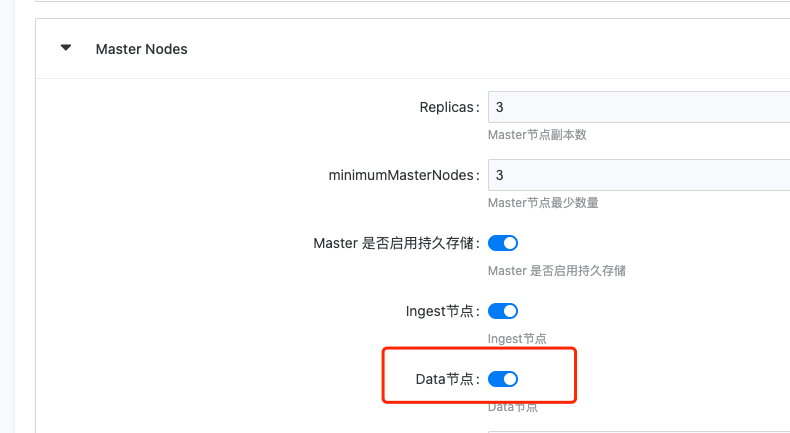 Master Nodes
Replicas: 3
Master节点副本数
minimumMasterNodes: 3
Master节点最少数量
Master 是否启用持久存储:
Master 是否启用持久存储
Ingest节点:
Ingest节点
Data节点:
Data节点